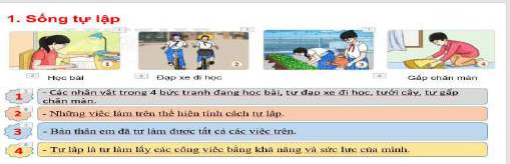 1. Sống tự lập
1
2
3
4
Học bài
Đạp xe đi học
Gấp chăn màn
1
- Các nhân vật trong 4 bức tranh đang học bài, tự đạp xe đi học, tưới cây, tự gấp
chăn màn.
2
- Những việc làm trên thể hiện tính cách tự lập.
3
- Bản thân em đã tự làm được tất cả các việc trên.
4
- Tự lập là tự làm lấy các công việc bằng khả năng và sức lực của mình.